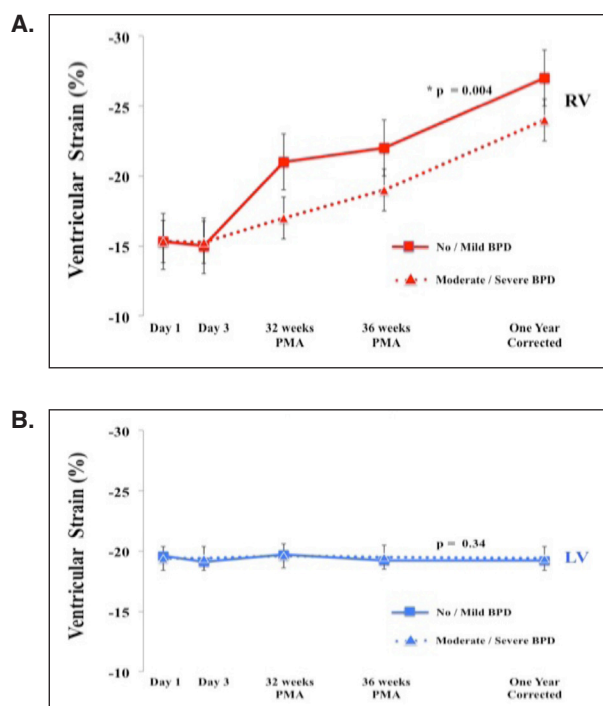 A.
Ventricular Strain (%)
-30
-25
-20
-15
-10
* p = 0.004
RV
No / Mild BPD
Moderate / Severe BPD
Day 1 Day 3 32 weeks 36 weeks One Year
PMA PMA Corrected
B.
Ventricular Strain (%)
-30
-25
-20
-15
-10
p = 0.34
LV
No / Mild BPD
Moderate / Severe BPD
Day 1 Day 3 32 weeks 36 weeks One Year
PMA PMA Corrected